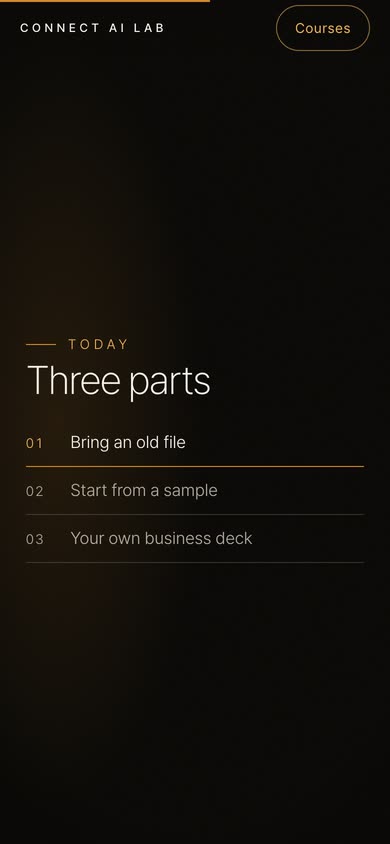 CONNECT AI LAB
Courses
TODAY
Three parts
01 Bring an old file
02 Start from a sample
03 Your own business deck